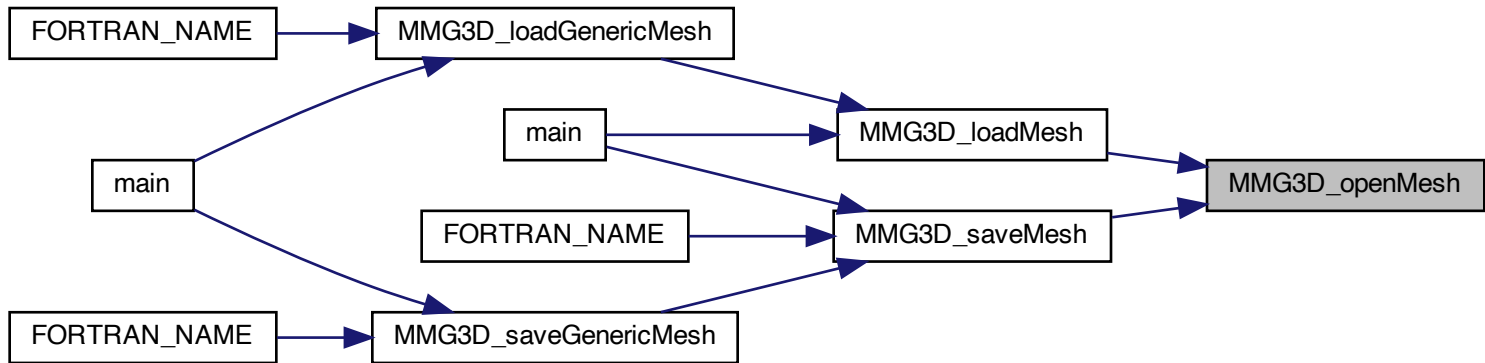 FORTRAN_NAME
MMG3D_loadGenericMesh
main
MMG3D_loadMesh
main
MMG3D_openMesh
FORTRAN_NAME
MMG3D_saveMesh
FORTRAN_NAME
MMG3D_saveGenericMesh